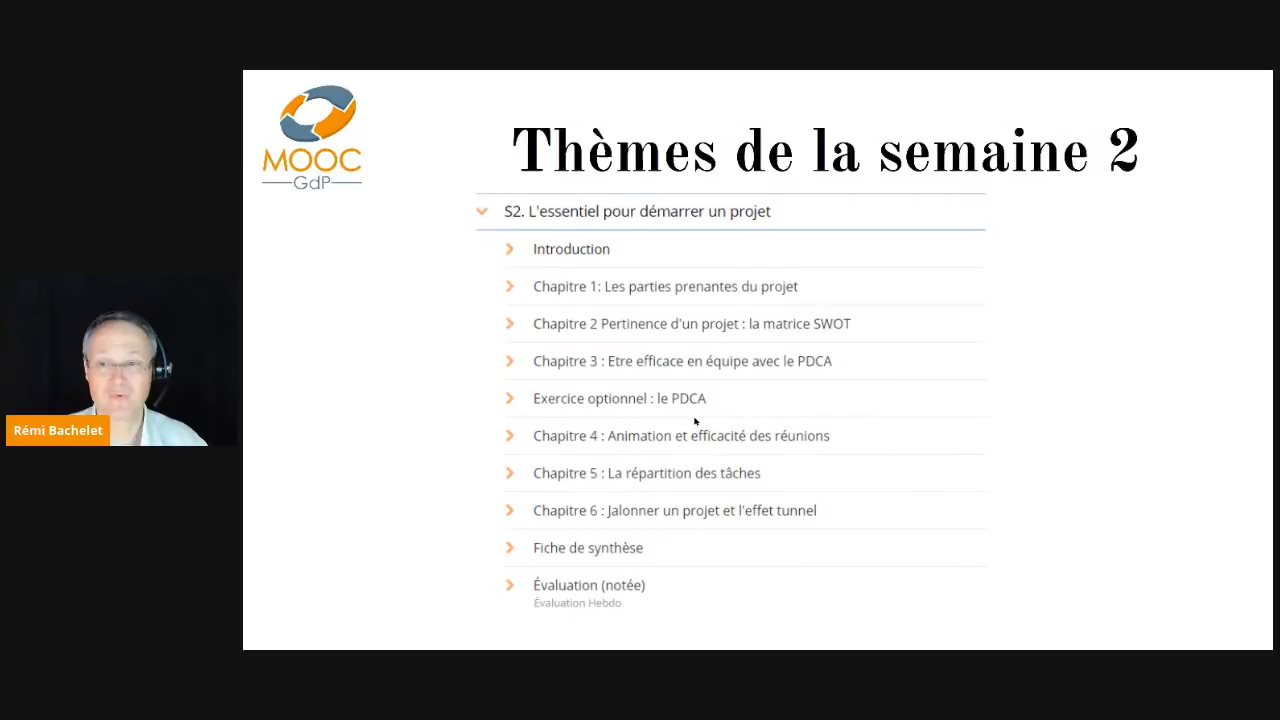 MOOC
GdP
Thèmes de la semaine 2
S2. L'essentiel pour démarrer un projet
Introduction
Chapitre 1: Les parties prenantes du projet
Chapitre 2 Pertinence d'un projet : la matrice SWOT
Chapitre 3 : Etre efficace en équipe avec le PDCA
Exercice optionnel : le PDCA
Chapitre 4 : Animation et efficacité des réunions
Chapitre 5 : La répartition des tâches
Chapitre 6 : Jalonner un projet et l'effet tunnel
Fiche de synthèse
Évaluation (notée)
Évaluation Hebdo
Rémi Bachelet